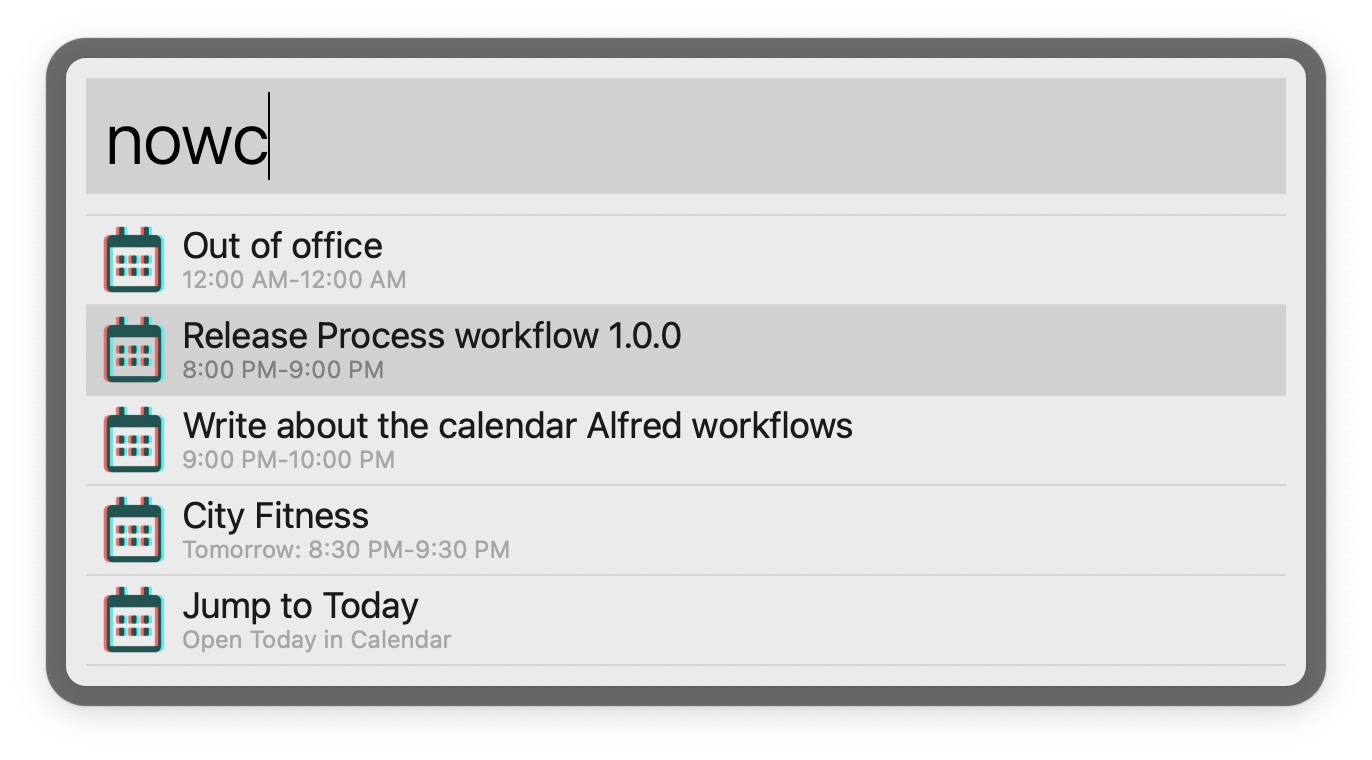 nowc
Out of office
12:00 AM-12:00 AM
Release Process workflow 1.0.0
8:00 PM-9:00 PM
Write about the calendar Alfred workflows
9:00 PM-10:00 PM
City Fitness
Tomorrow: 8:30 PM-9:30 PM
Jump to Today
Open Today in Calendar